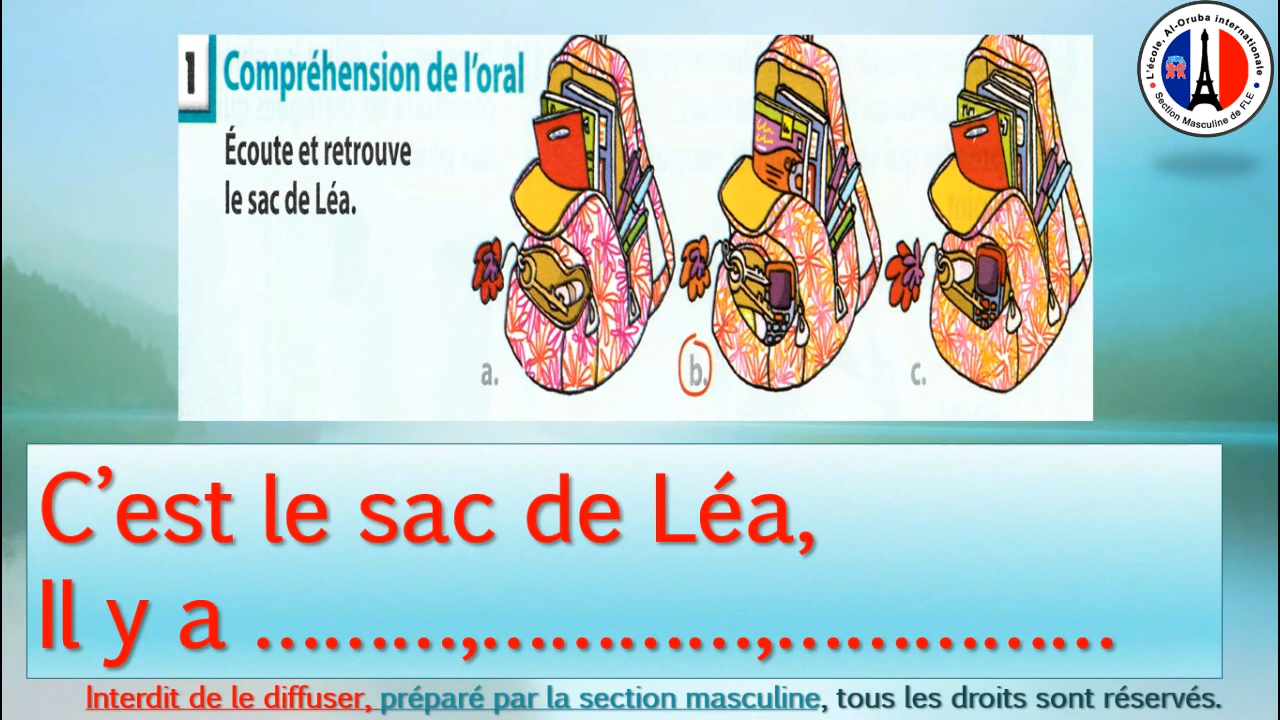 1 Compréhension de l'oral
Écoute et retrouve
le sac de Léa.
a.
b.
c.
L'école, Al-Oruba internationale
Section Masculine de FLE
C'est le sac de Léa,
Il y a ………,…………,……………
Interdit de le diffuser, préparé par la section masculine, tous les droits sont réservés.